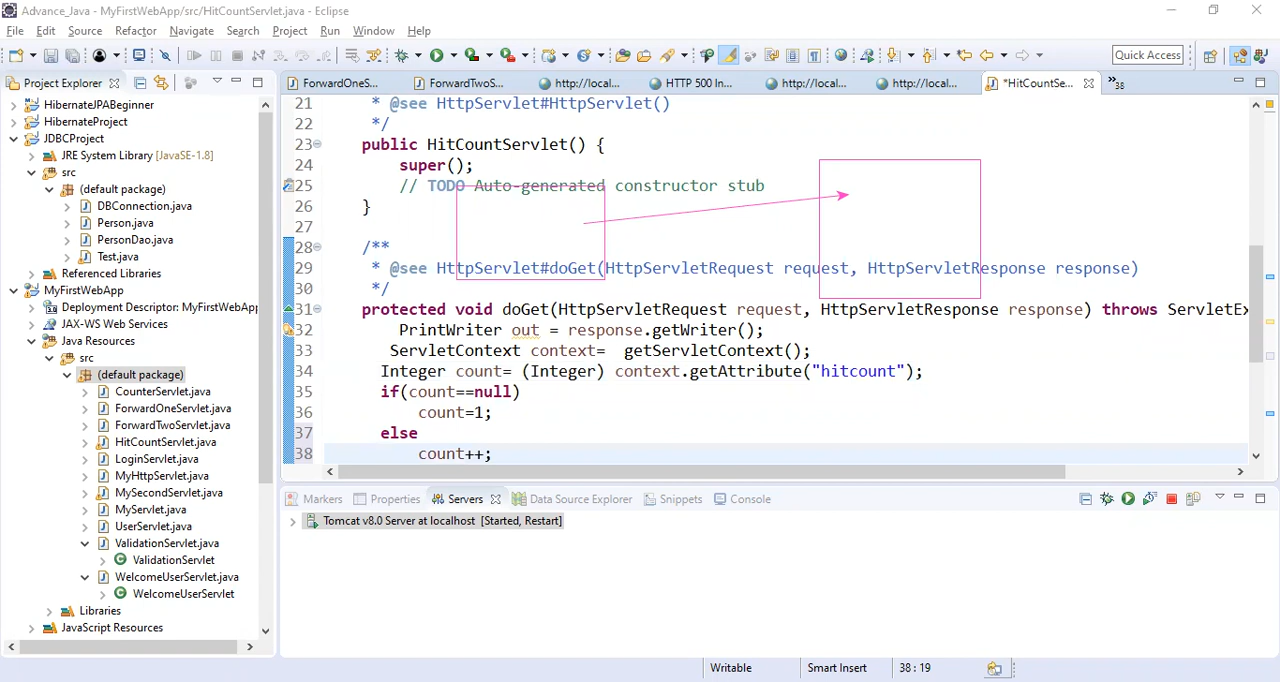 Advance_Java - MyFirstWebApp/src/HitCountServlet.java - Eclipse
File Edit Source Refactor Navigate Search Project Run Window Help
Quick Access
Project Explorer
HibernateJPABeginner
HibernateProject
JDBCProject
JRE System Library [JavaSE-1.8]
src
(default package)
DBConnection.java
Person.java
PersonDao.java
Test.java
Referenced Libraries
MyFirstWebApp
Deployment Descriptor: MyFirstWebApp
JAX-WS Web Services
Java Resources
src
(default package)
CounterServlet.java
ForwardOneServlet.java
ForwardTwoServlet.java
HitCountServlet.java
LoginServlet.java
MyHttpServlet.java
MySecondServlet.java
MyServlet.java
UserServlet.java
ValidationServlet.java
ValidationServlet
WelcomeUserServlet.java
WelcomeUserServlet
Libraries
JavaScript Resources
ForwardOneS... ForwardTwoS... http://local... HTTP 500 In... http://local... http://local... *HitCountSe... »38
21 * @see HttpServlet#HttpServlet()
22 */
23 public HitCountServlet() {
24 super();
25 // TODO Auto-generated constructor stub
26 }
27
28 /**
29 * @see HttpServlet#doGet(HttpServletRequest request, HttpServletResponse response)
30 */
31 protected void doGet(HttpServletRequest request, HttpServletResponse response) throws ServletEx
32 PrintWriter out = response.getWriter();
33 ServletContext context= getServletContext();
34 Integer count= (Integer) context.getAttribute("hitcount");
35 if(count==null)
36 count=1;
37 else
38 count++;
Markers Properties Servers Data Source Explorer Snippets Console
Tomcat v8.0 Server at localhost [Started, Restart]
Writable Smart Insert 38 : 19